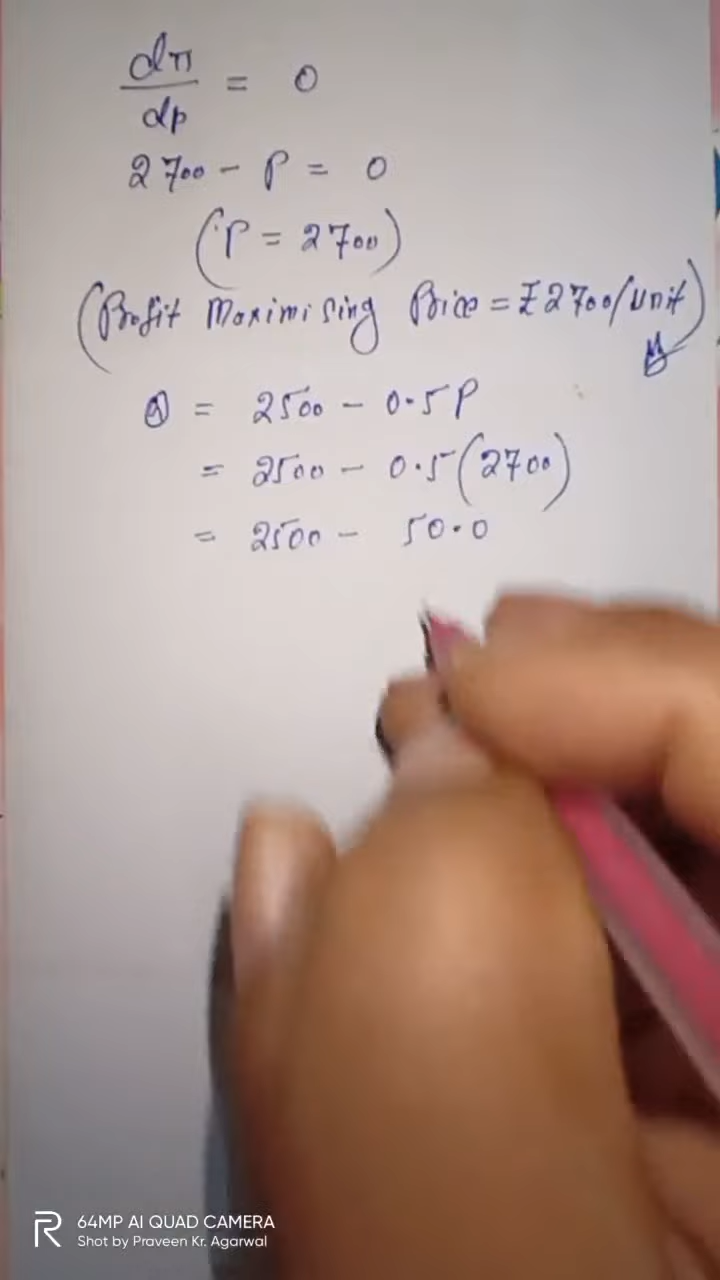 dπ/dp = 0
2700 - P = 0
(P = 2700)
(Profit Maximising Price = ₹2700/unit)
Q = 2500 - 0.5P
= 2500 - 0.5(2700)
= 2500 - 50.0
64MP AI QUAD CAMERA
Shot by Praveen Kr. Agarwal